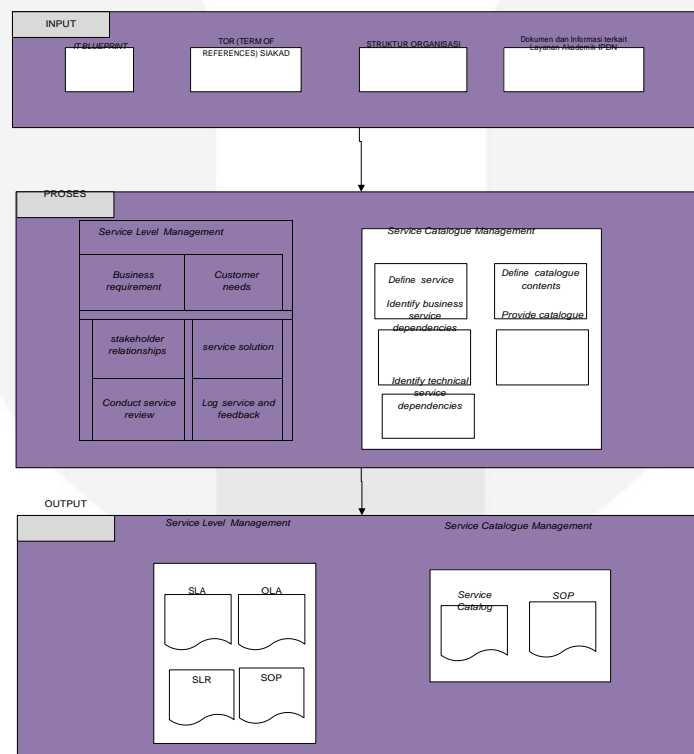 INPUT
IT BLUEPRINT
TOR (TERM OF
REFERENCES) SIAKAD
STRUKTUR ORGANISASI
Dokumen dan Informasi terkait
Layanan Akademik IPDN
PROSES
Service Level Management
Business
requirement
Customer
needs
stakeholder
relationships
service solution
Conduct service
review
Log service and
feedback
Service Catalogue Management
Define service
Define catalogue
contents
Identify business
service
dependencies
Provide catalogue
Identify technical
service
dependencies
OUTPUT
Service Level Management
SLA
OLA
SLR
SOP
Service Catalogue Management
Service
Catalog
SOP